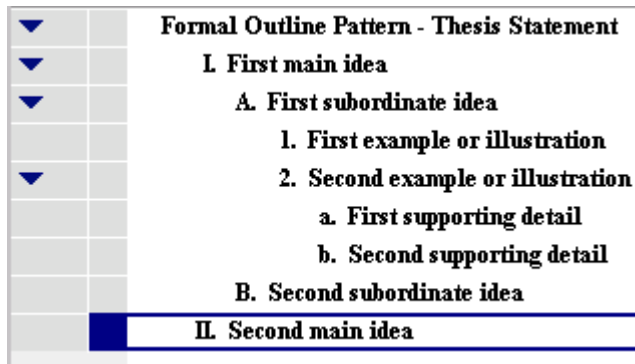 Formal Outline Pattern - Thesis Statement
I. First main idea
A. First subordinate idea
1. First example or illustration
2. Second example or illustration
a. First supporting detail
b. Second supporting detail
B. Second subordinate idea
II. Second main idea